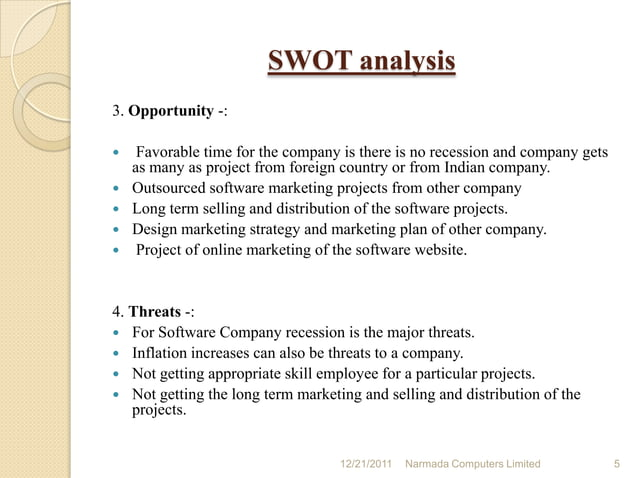 SWOT analysis
3. Opportunity -:
• Favorable time for the company is there is no recession and company gets
as many as project from foreign country or from Indian company.
• Outsourced software marketing projects from other company
• Long term selling and distribution of the software projects.
• Design marketing strategy and marketing plan of other company.
• Project of online marketing of the software website.
4. Threats -:
• For Software Company recession is the major threats.
• Inflation increases can also be threats to a company.
• Not getting appropriate skill employee for a particular projects.
• Not getting the long term marketing and selling and distribution of the
projects.
12/21/2011 Narmada Computers Limited 5